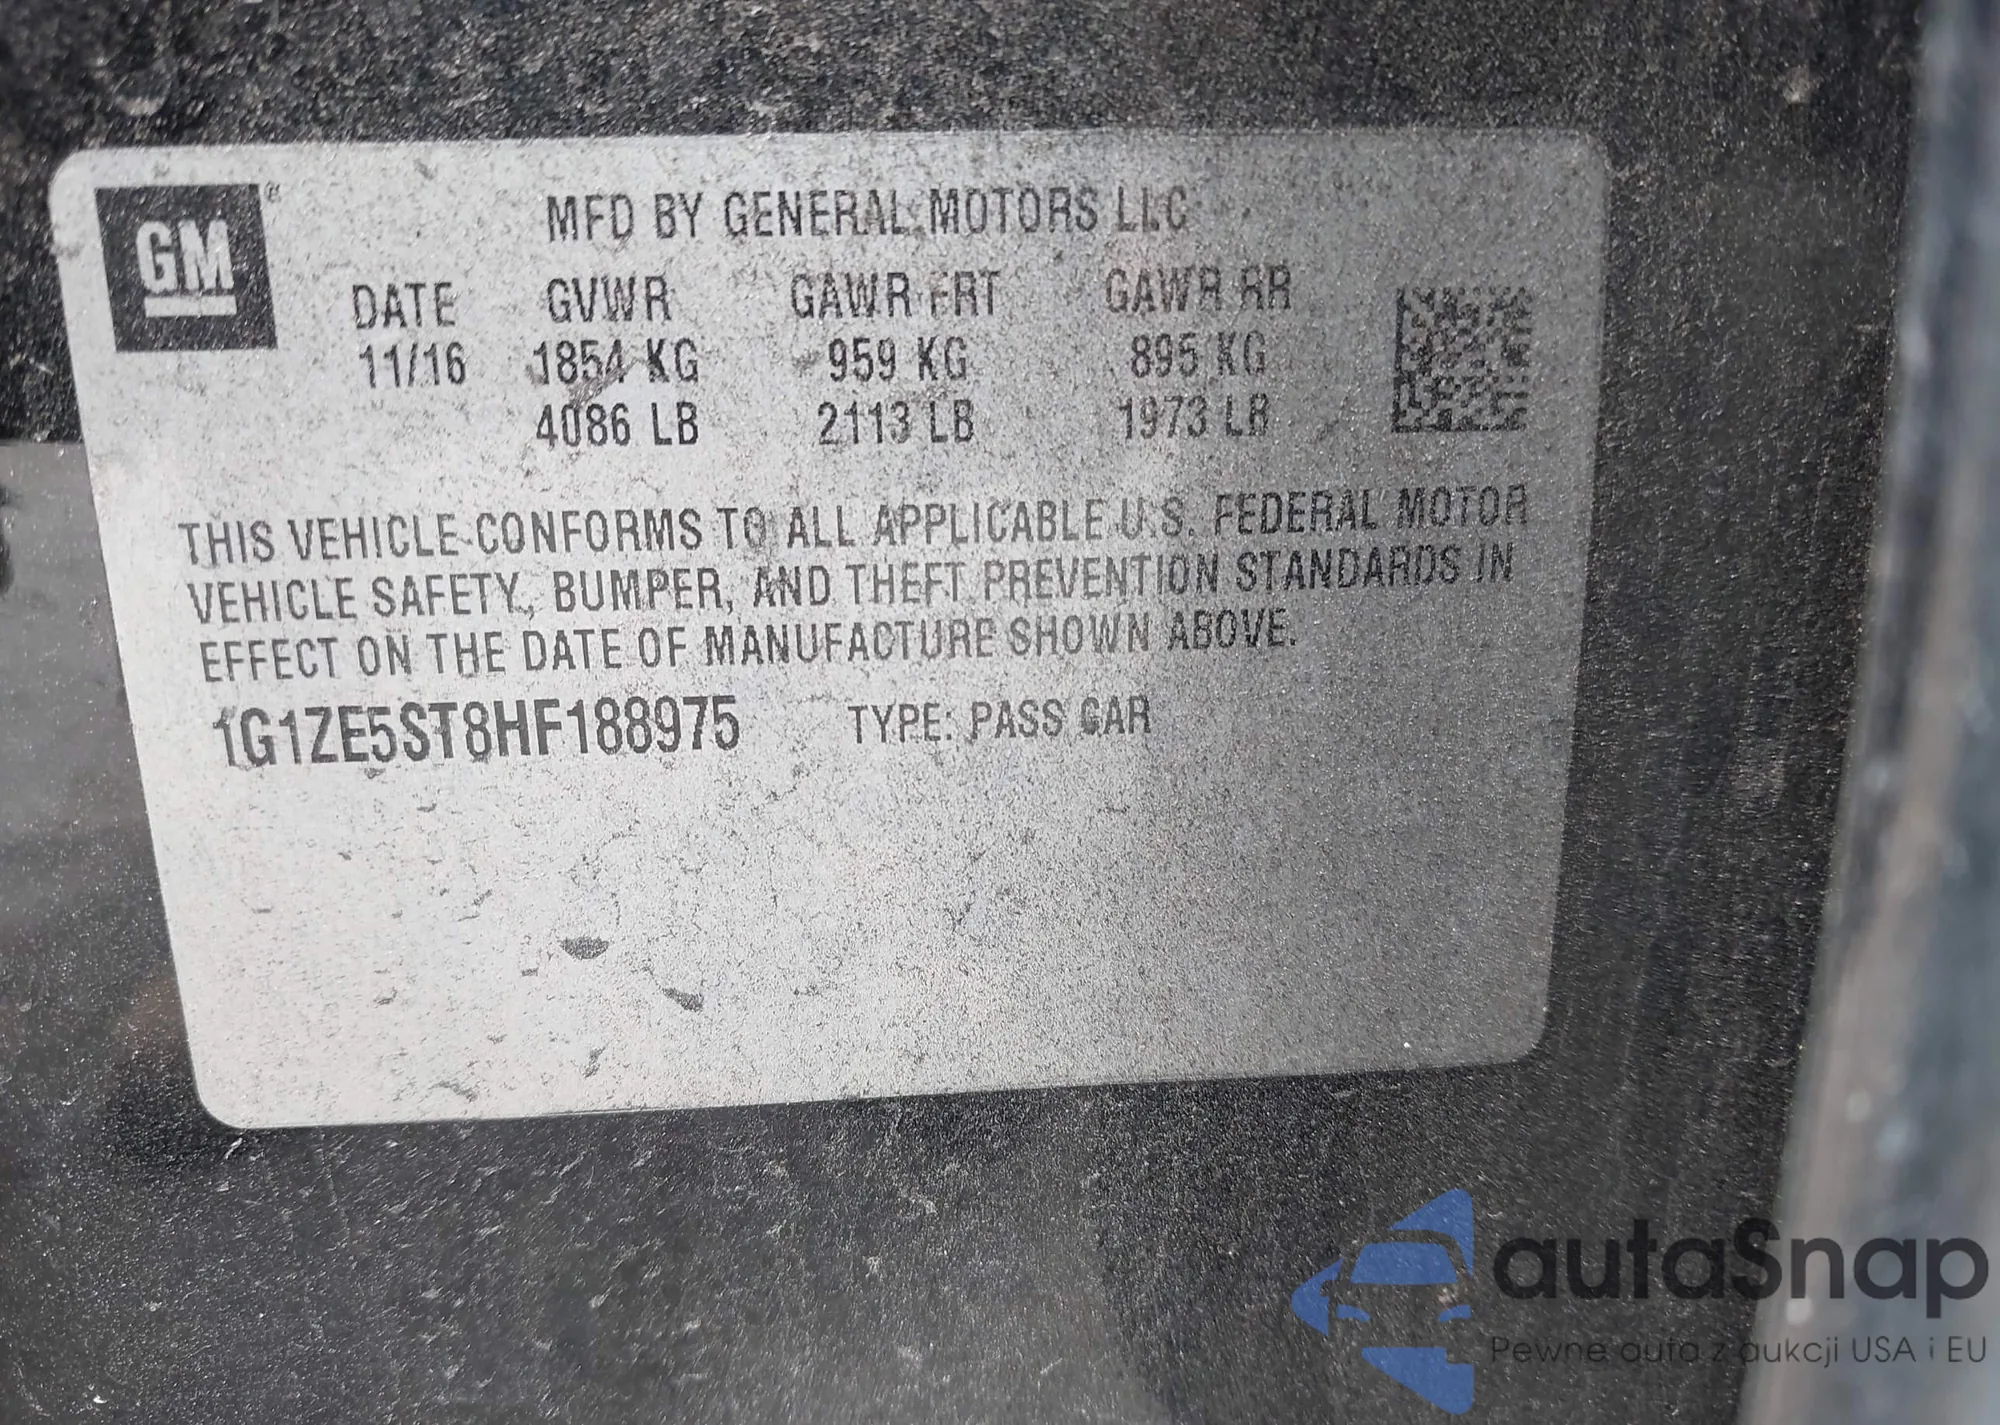 GM ®
MFD BY GENERAL MOTORS LLC
DATE GVWR GAWR FRT GAWR RR
11/16 1854 KG 959 KG 895 KG
4086 LB 2113 LB 1973 LB
THIS VEHICLE CONFORMS TO ALL APPLICABLE U.S. FEDERAL MOTOR
VEHICLE SAFETY, BUMPER, AND THEFT PREVENTION STANDARDS IN
EFFECT ON THE DATE OF MANUFACTURE SHOWN ABOVE.
1G1ZE5ST8HF188975 TYPE: PASS CAR
autaSnap
Pewne auta z aukcji USA i EU